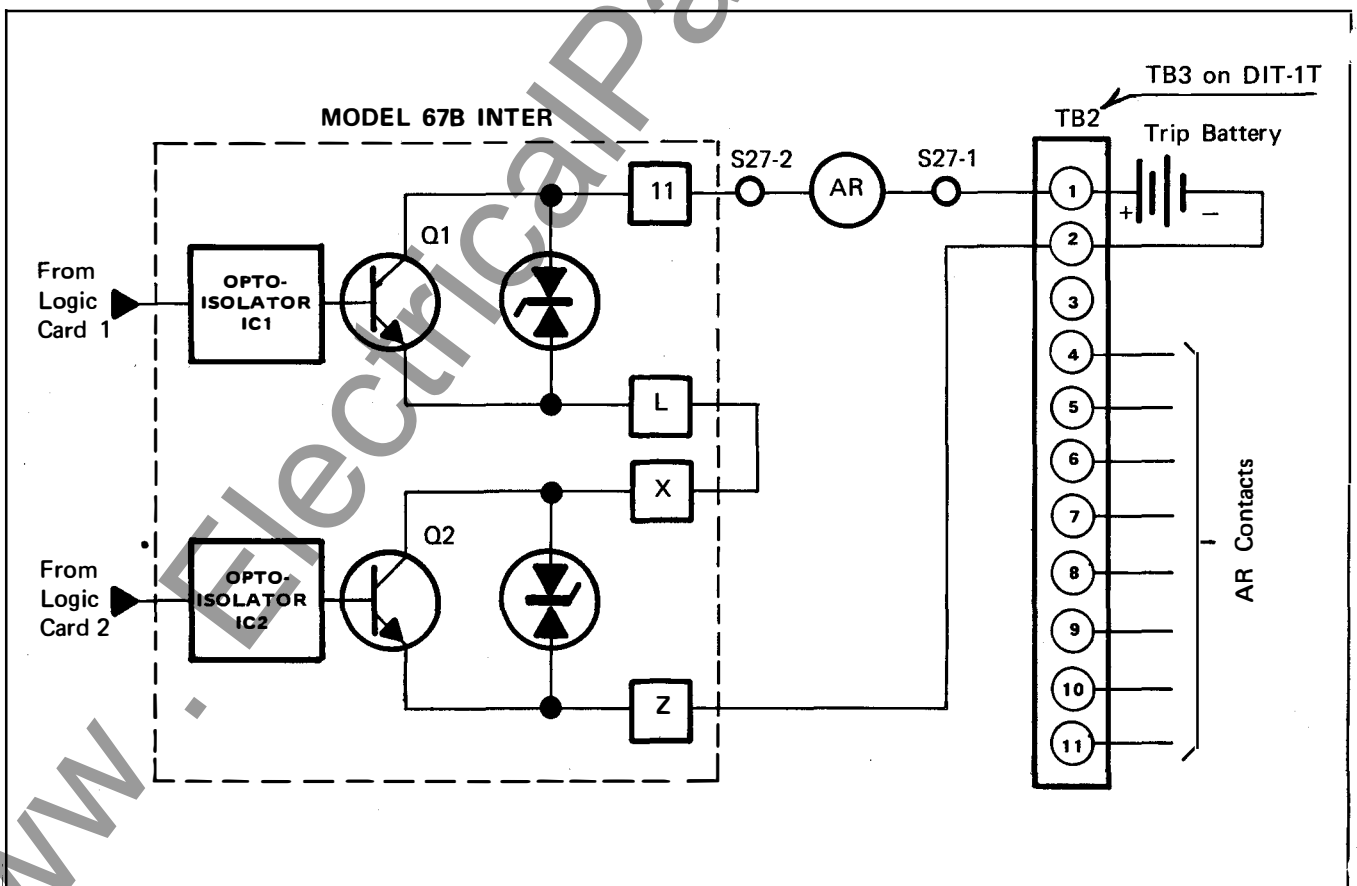 TB3 on DIT-1T
MODEL 67B INTER
TB2
Trip Battery
11
S27-2
AR
S27-1
1
+
−
2
Q1
From
Logic
Card 1
OPTO-
ISOLATOR
IC1
3
4
L
5
X
6
Q2
7
From
Logic
Card 2
OPTO-
ISOLATOR
IC2
8
9
Z
10
11
AR Contacts
www . ElectricalPa